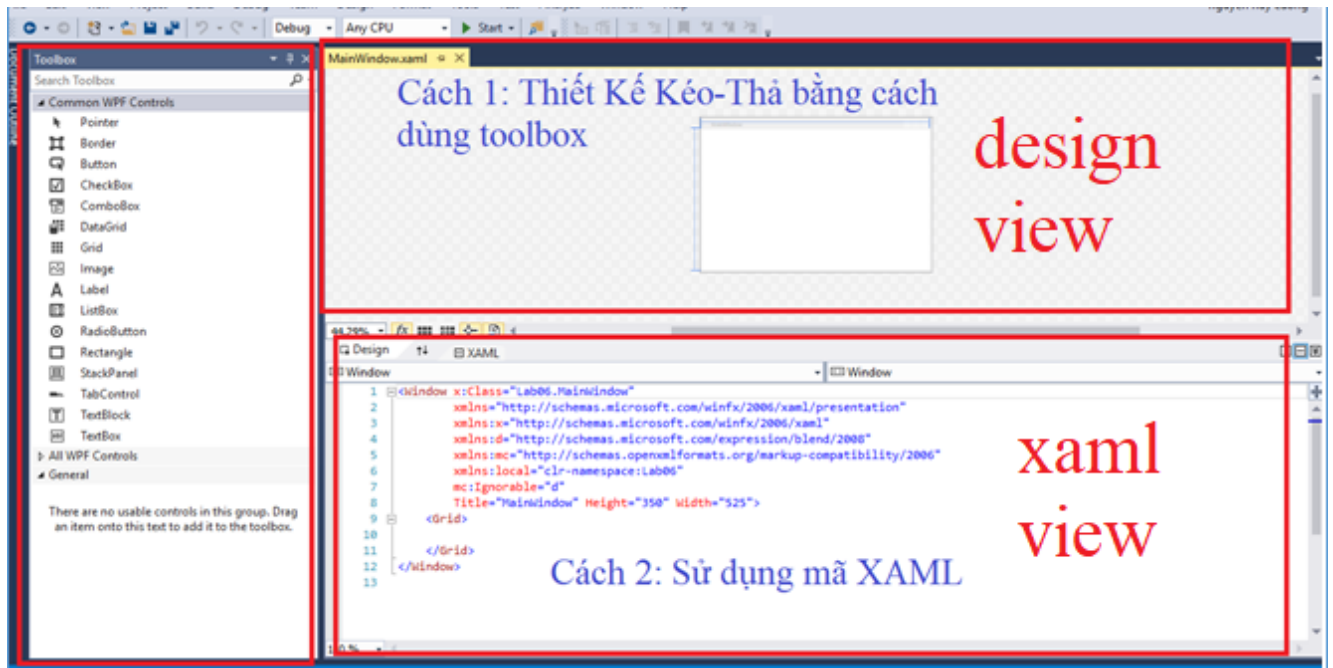 Debug
Any CPU
Start
Document Outline
Toolbox
Search Toolbox
Common WPF Controls
Pointer
Border
Button
CheckBox
ComboBox
DataGrid
Grid
Image
Label
ListBox
RadioButton
Rectangle
StackPanel
TabControl
TextBlock
TextBox
All WPF Controls
General
There are no usable controls in this group. Drag
an item onto this text to add it to the toolbox.
MainWindow.xaml
Cách 1: Thiết Kế Kéo-Thả bằng cách
dùng toolbox
design
view
Design
XAML
Window
Window
1 <Window x:Class="Lab06.MainWindow"
2 xmlns="http://schemas.microsoft.com/winfx/2006/xaml/presentation"
3 xmlns:x="http://schemas.microsoft.com/winfx/2006/xaml"
4 xmlns:d="http://schemas.microsoft.com/expression/blend/2008"
5 xmlns:mc="http://schemas.openxmlformats.org/markup-compatibility/2006"
6 xmlns:local="clr-namespace:Lab06"
7 mc:Ignorable="d"
8 Title="MainWindow" Height="350" Width="525">
9 <Grid>
10
11 </Grid>
12 </Window>
13
xaml
view
Cách 2: Sử dụng mã XAML